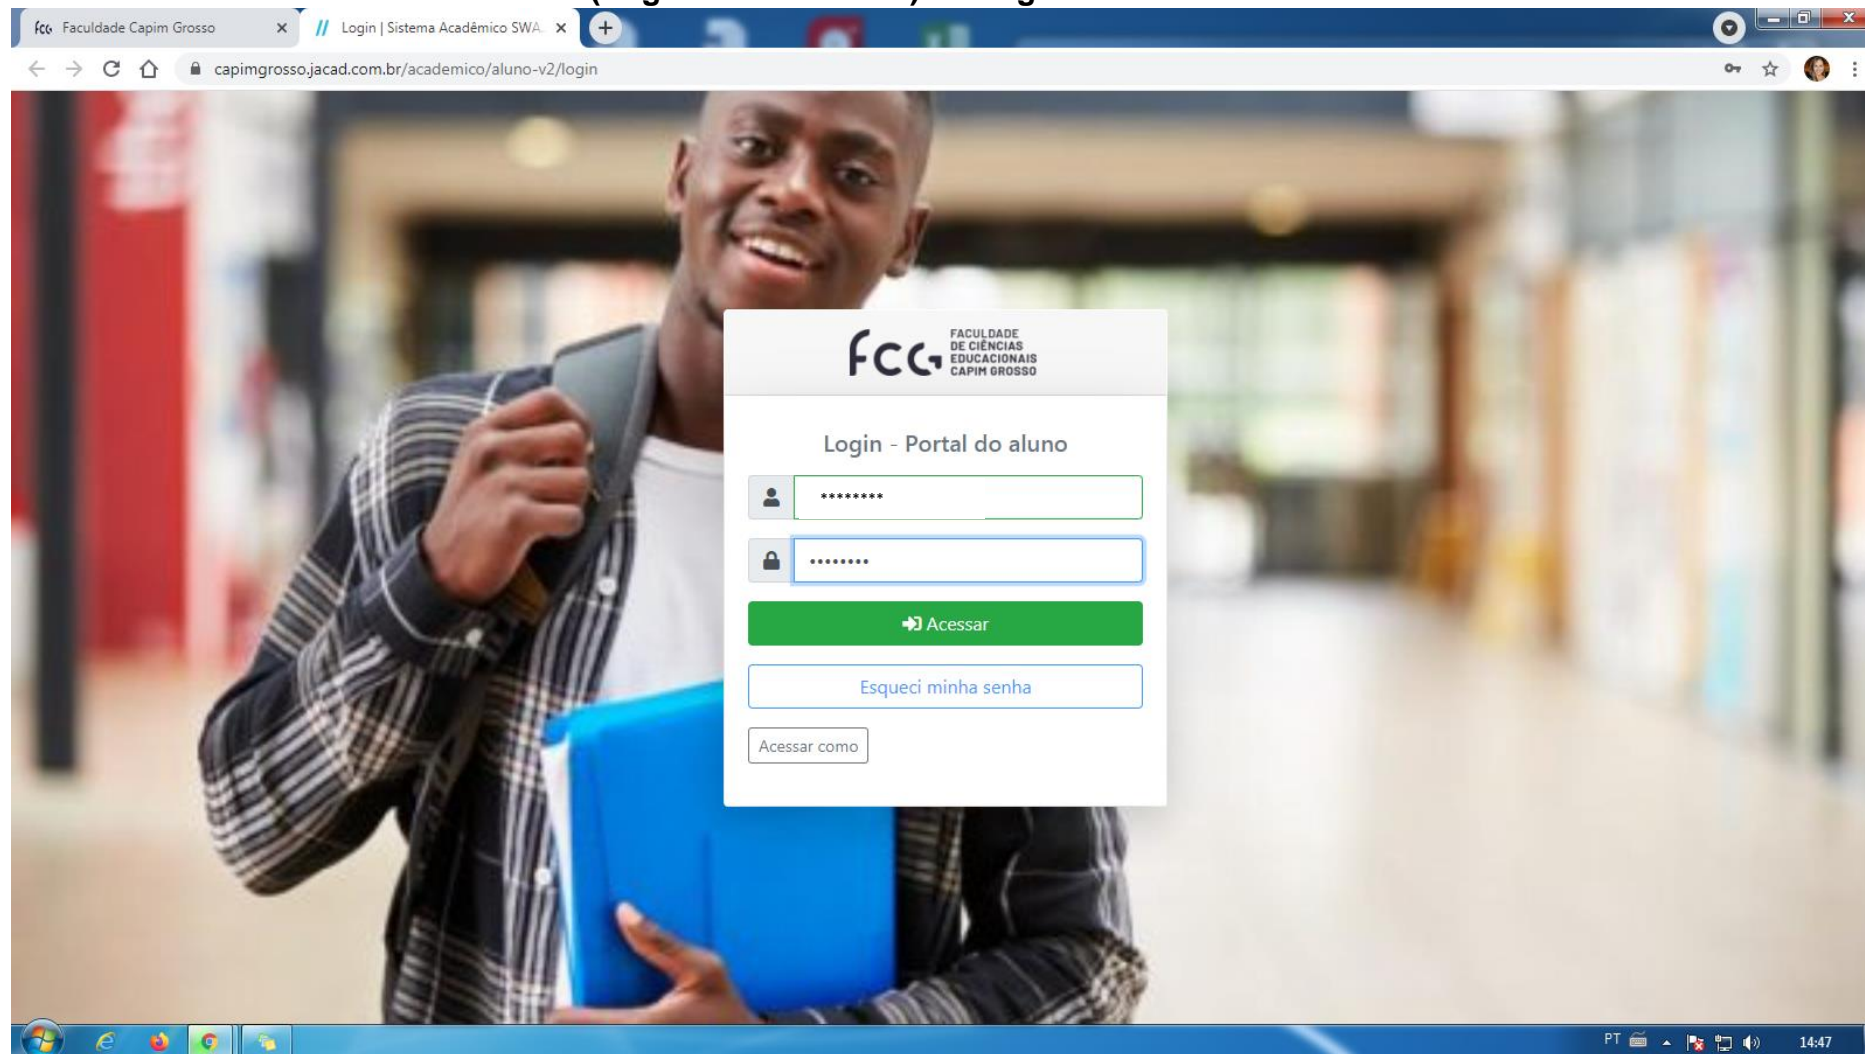 Faculdade Capim Grosso
Login | Sistema Acadêmico SWA
capimgrosso.jacad.com.br/academico/aluno-v2/login
fcg
FACULDADE
DE CIÊNCIAS
EDUCACIONAIS
CAPIM GROSSO
Login - Portal do aluno
********
••••••••
Acessar
Esqueci minha senha
Acessar como
PT
14:47